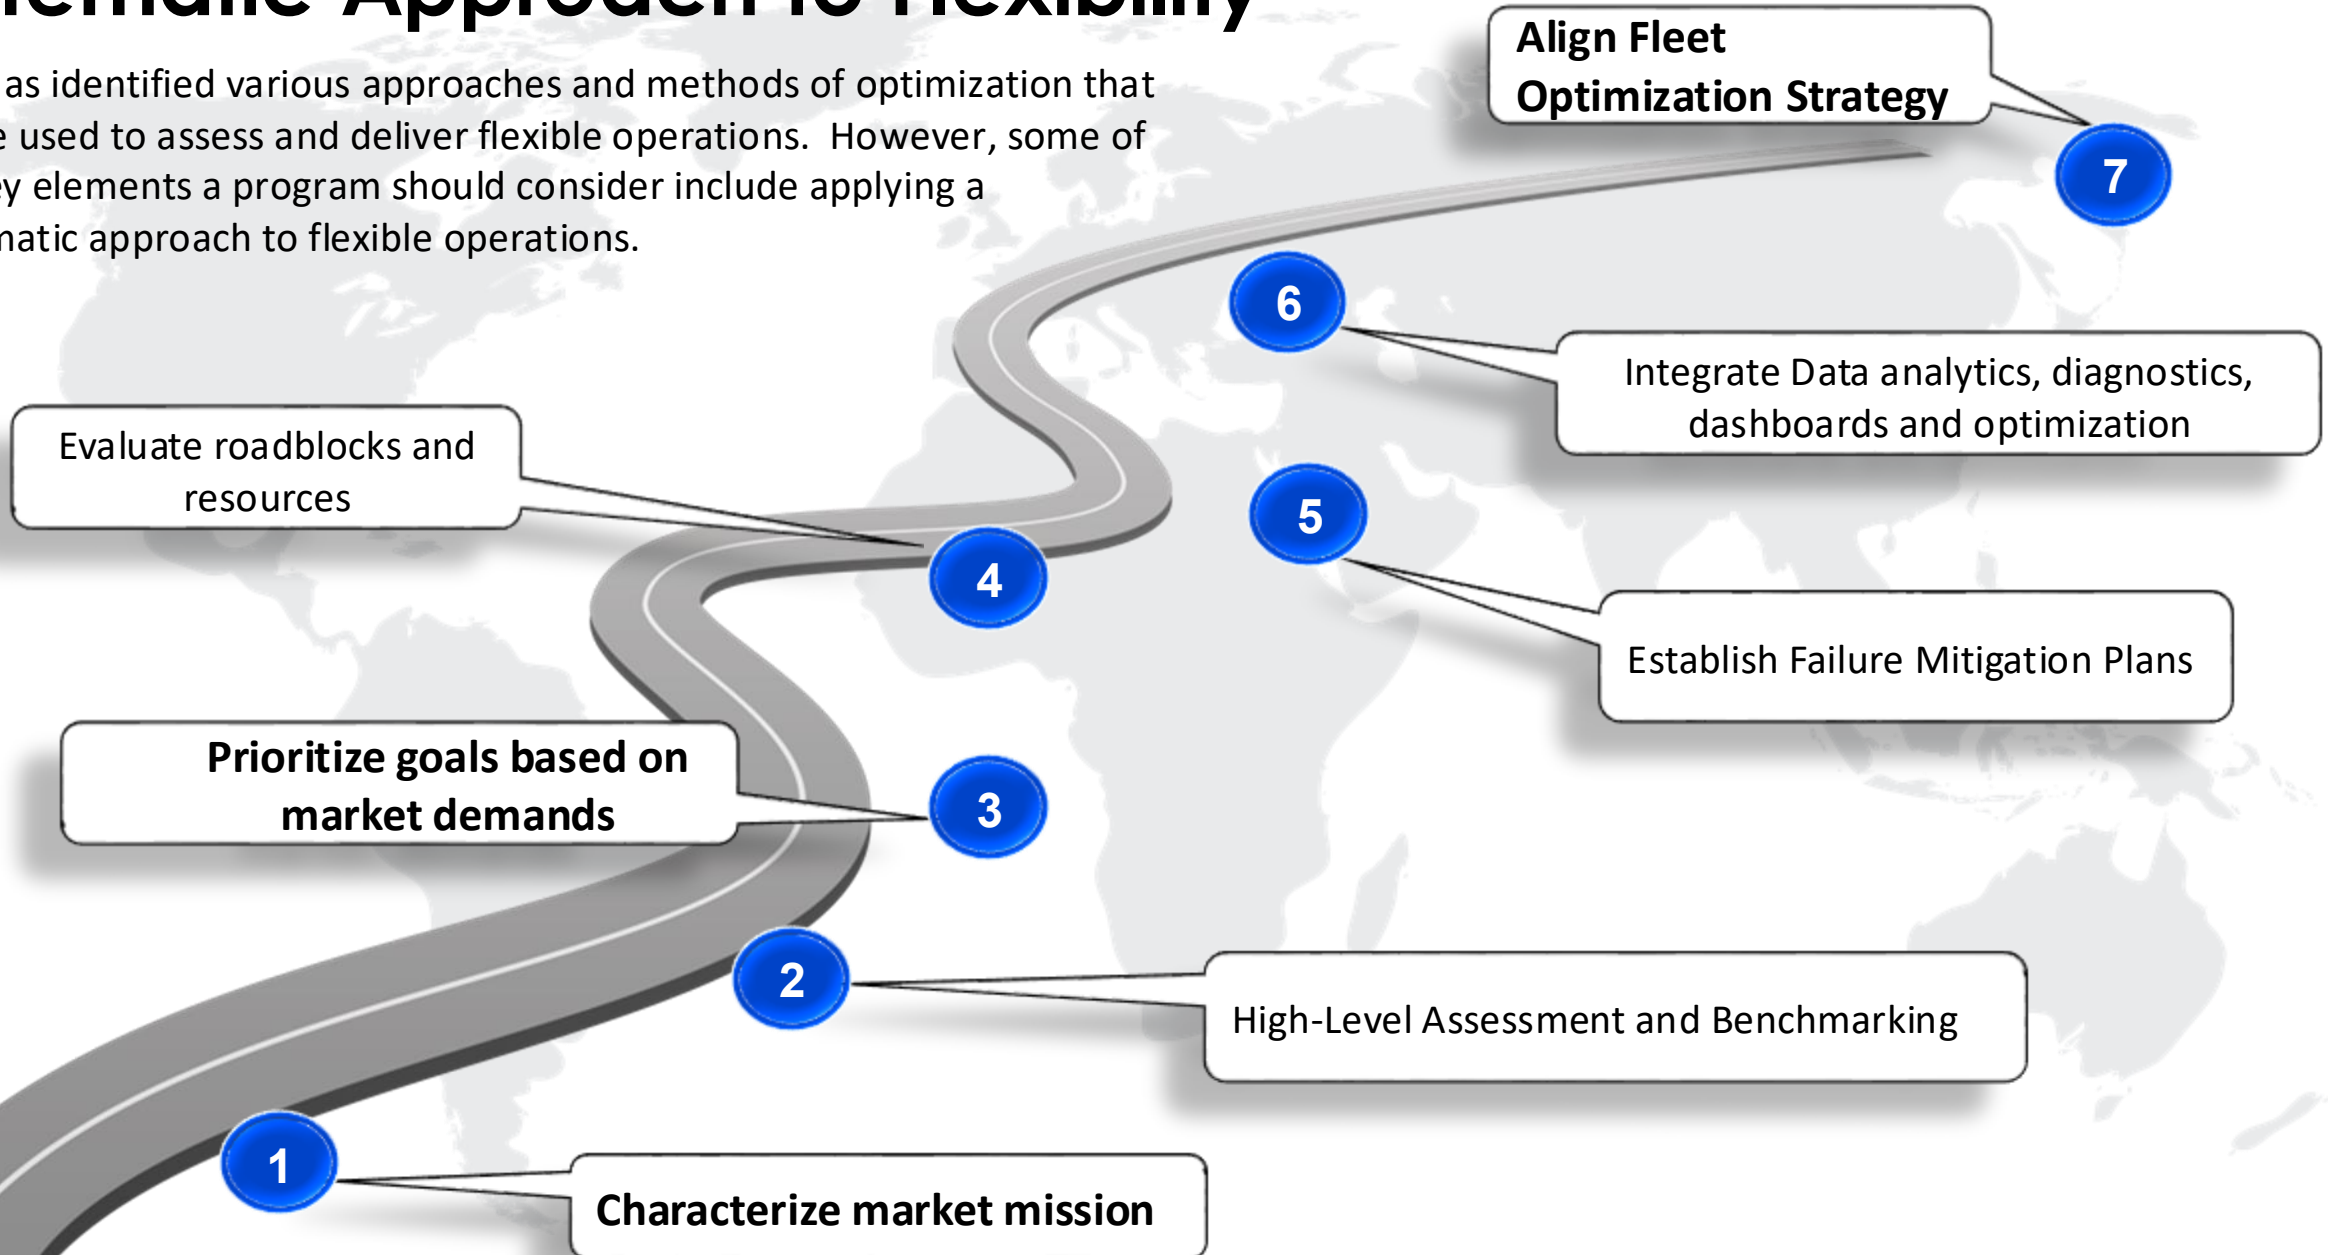 Approach to Flexibility
as identified various approaches and methods of optimization that
used to assess and deliver flexible operations.  However, some of
elements a program should consider include applying a
approach to flexible operations.
Align Fleet
Optimization Strategy
7
6
Integrate Data analytics, diagnostics,
dashboards and optimization
Evaluate roadblocks and
resources
5
4
Establish Failure Mitigation Plans
Prioritize goals based on
market demands
3
2
High-Level Assessment and Benchmarking
1
Characterize market mission